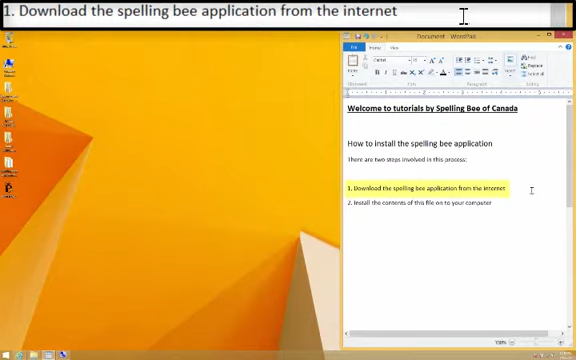 1. Download the spelling bee application from the internet
Document - WordPad
File Home View
Welcome to tutorials by Spelling Bee of Canada
How to install the spelling bee application
There are two steps involved in this process:
1. Download the spelling bee application from the internet
2. Install the contents of this file on to your computer
100%